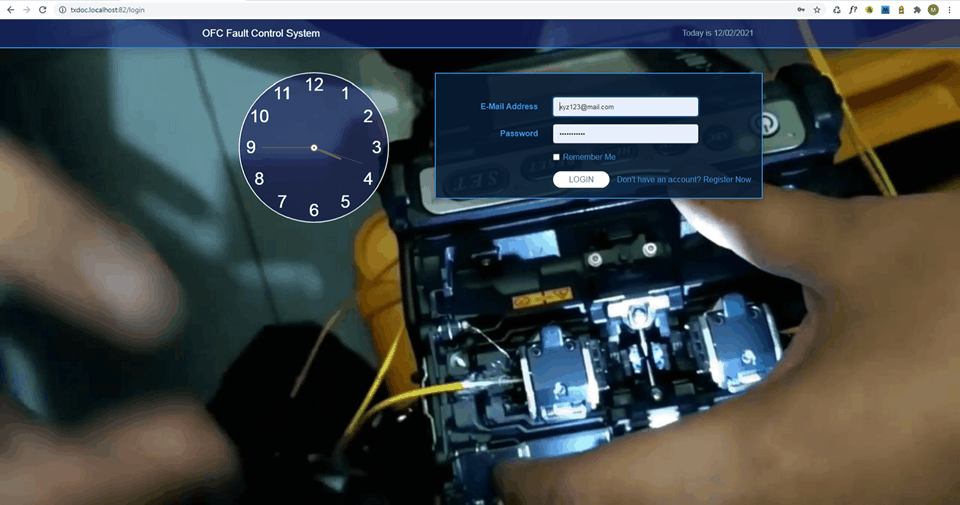 txdoc.localhost:82/login
OFC Fault Control System
Today is 12/02/2021
12
11
1
10
2
9
3
8
4
7
5
6
E-Mail Address
xyz123@mail.com
Password
Remember Me
LOGIN
Don't have an account? Register Now
SET